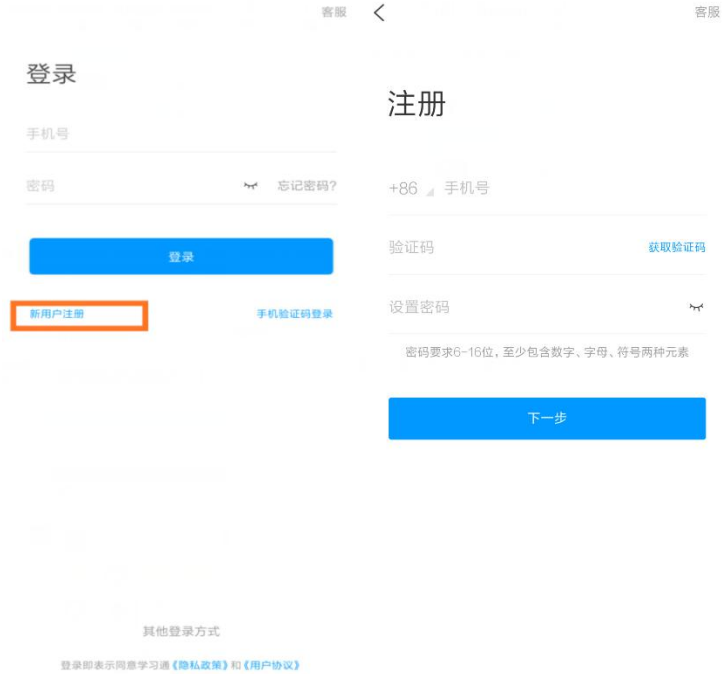 客服
登录
手机号
密码 忘记密码?
登录
新用户注册 手机验证码登录
其他登录方式
登录即表示同意学习通《隐私政策》和《用户协议》
客服
注册
+86 手机号
验证码 获取验证码
设置密码
密码要求6-16位，至少包含数字、字母、符号两种元素
下一步